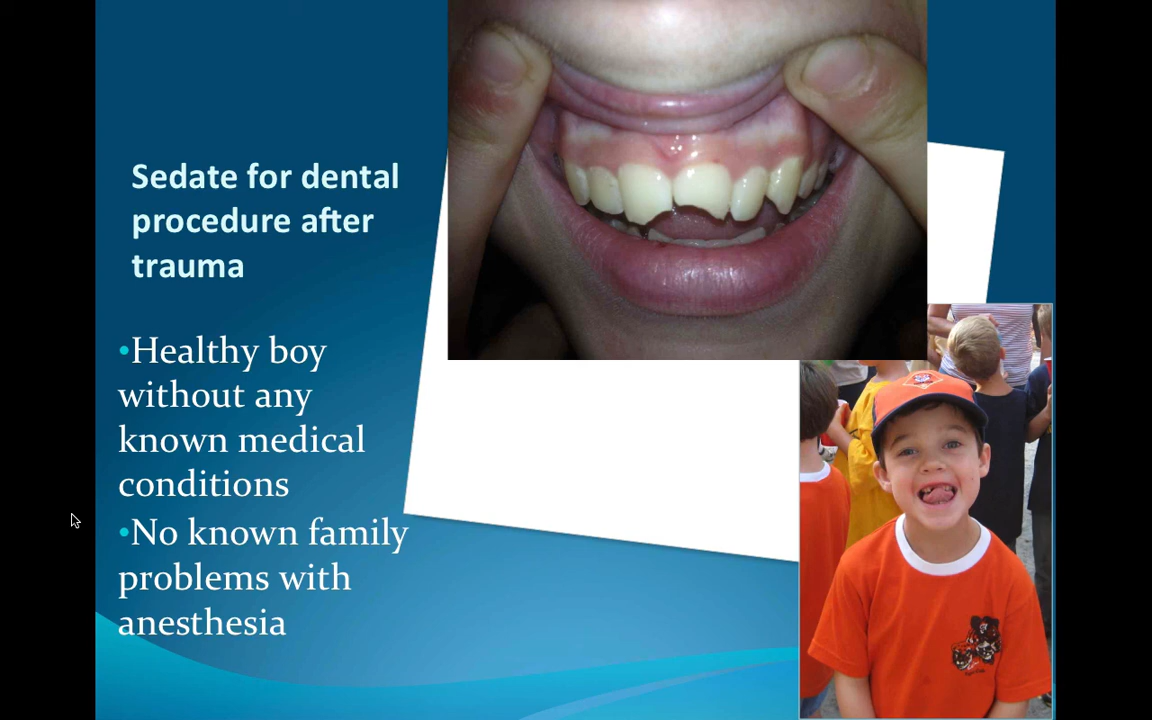 Sedate for dental
procedure after
trauma
•Healthy boy
without any
known medical
conditions
•No known family
problems with
anesthesia